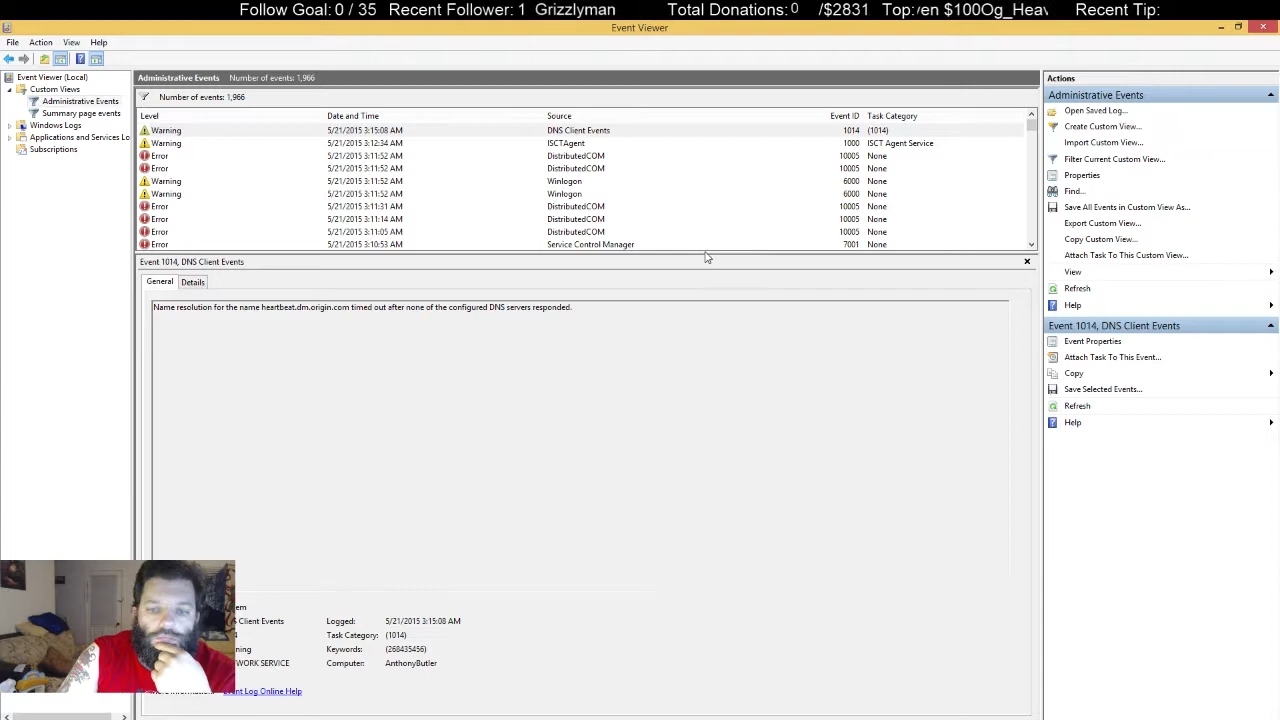 Follow Goal: 0 / 35 Recent Follower: 1 Grizzlyman Total Donations: 0 /$2831 Top: ven $100Og_Heav Recent Tip:
Event Viewer
File Action View Help
Event Viewer (Local)
Custom Views
Administrative Events
Summary page events
Windows Logs
Applications and Services Lo
Subscriptions
Administrative Events Number of events: 1,966
Number of events: 1,966
Level Date and Time Source Event ID Task Category
Warning 5/21/2015 3:15:08 AM DNS Client Events 1014 (1014)
Warning 5/21/2015 3:12:34 AM ISCTAgent 1000 ISCT Agent Service
Error 5/21/2015 3:11:52 AM DistributedCOM 10005 None
Error 5/21/2015 3:11:52 AM DistributedCOM 10005 None
Warning 5/21/2015 3:11:52 AM Winlogon 6000 None
Warning 5/21/2015 3:11:52 AM Winlogon 6000 None
Error 5/21/2015 3:11:31 AM DistributedCOM 10005 None
Error 5/21/2015 3:11:14 AM DistributedCOM 10005 None
Error 5/21/2015 3:11:05 AM DistributedCOM 10005 None
Error 5/21/2015 3:10:53 AM Service Control Manager 7001 None
Event 1014, DNS Client Events
General Details
Name resolution for the name heartbeat.dm.origin.com timed out after none of the configured DNS servers responded.
em
S Client Events Logged: 5/21/2015 3:15:08 AM
4 Task Category: (1014)
rning Keywords: (268435456)
WORK SERVICE Computer: AnthonyButler
Event Log Online Help
Actions
Administrative Events
Open Saved Log...
Create Custom View...
Import Custom View...
Filter Current Custom View...
Properties
Find...
Save All Events in Custom View As...
Export Custom View...
Copy Custom View...
Attach Task To This Custom View...
View
Refresh
Help
Event 1014, DNS Client Events
Event Properties
Attach Task To This Event...
Copy
Save Selected Events...
Refresh
Help